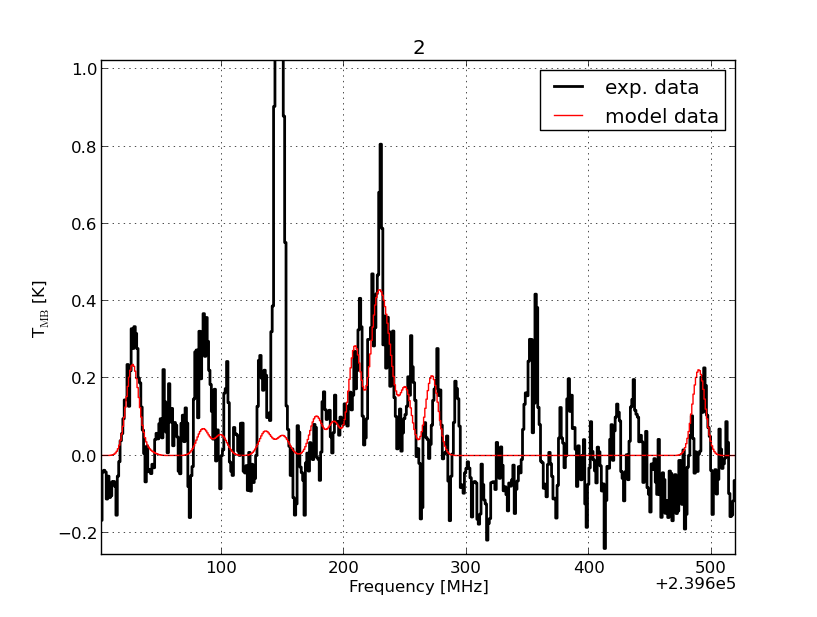 2
exp. data
model data
1.0
0.8
0.6
0.4
0.2
0.0
−0.2
T_MB [K]
100
200
300
400
500
Frequency [MHz]
+2.396e5